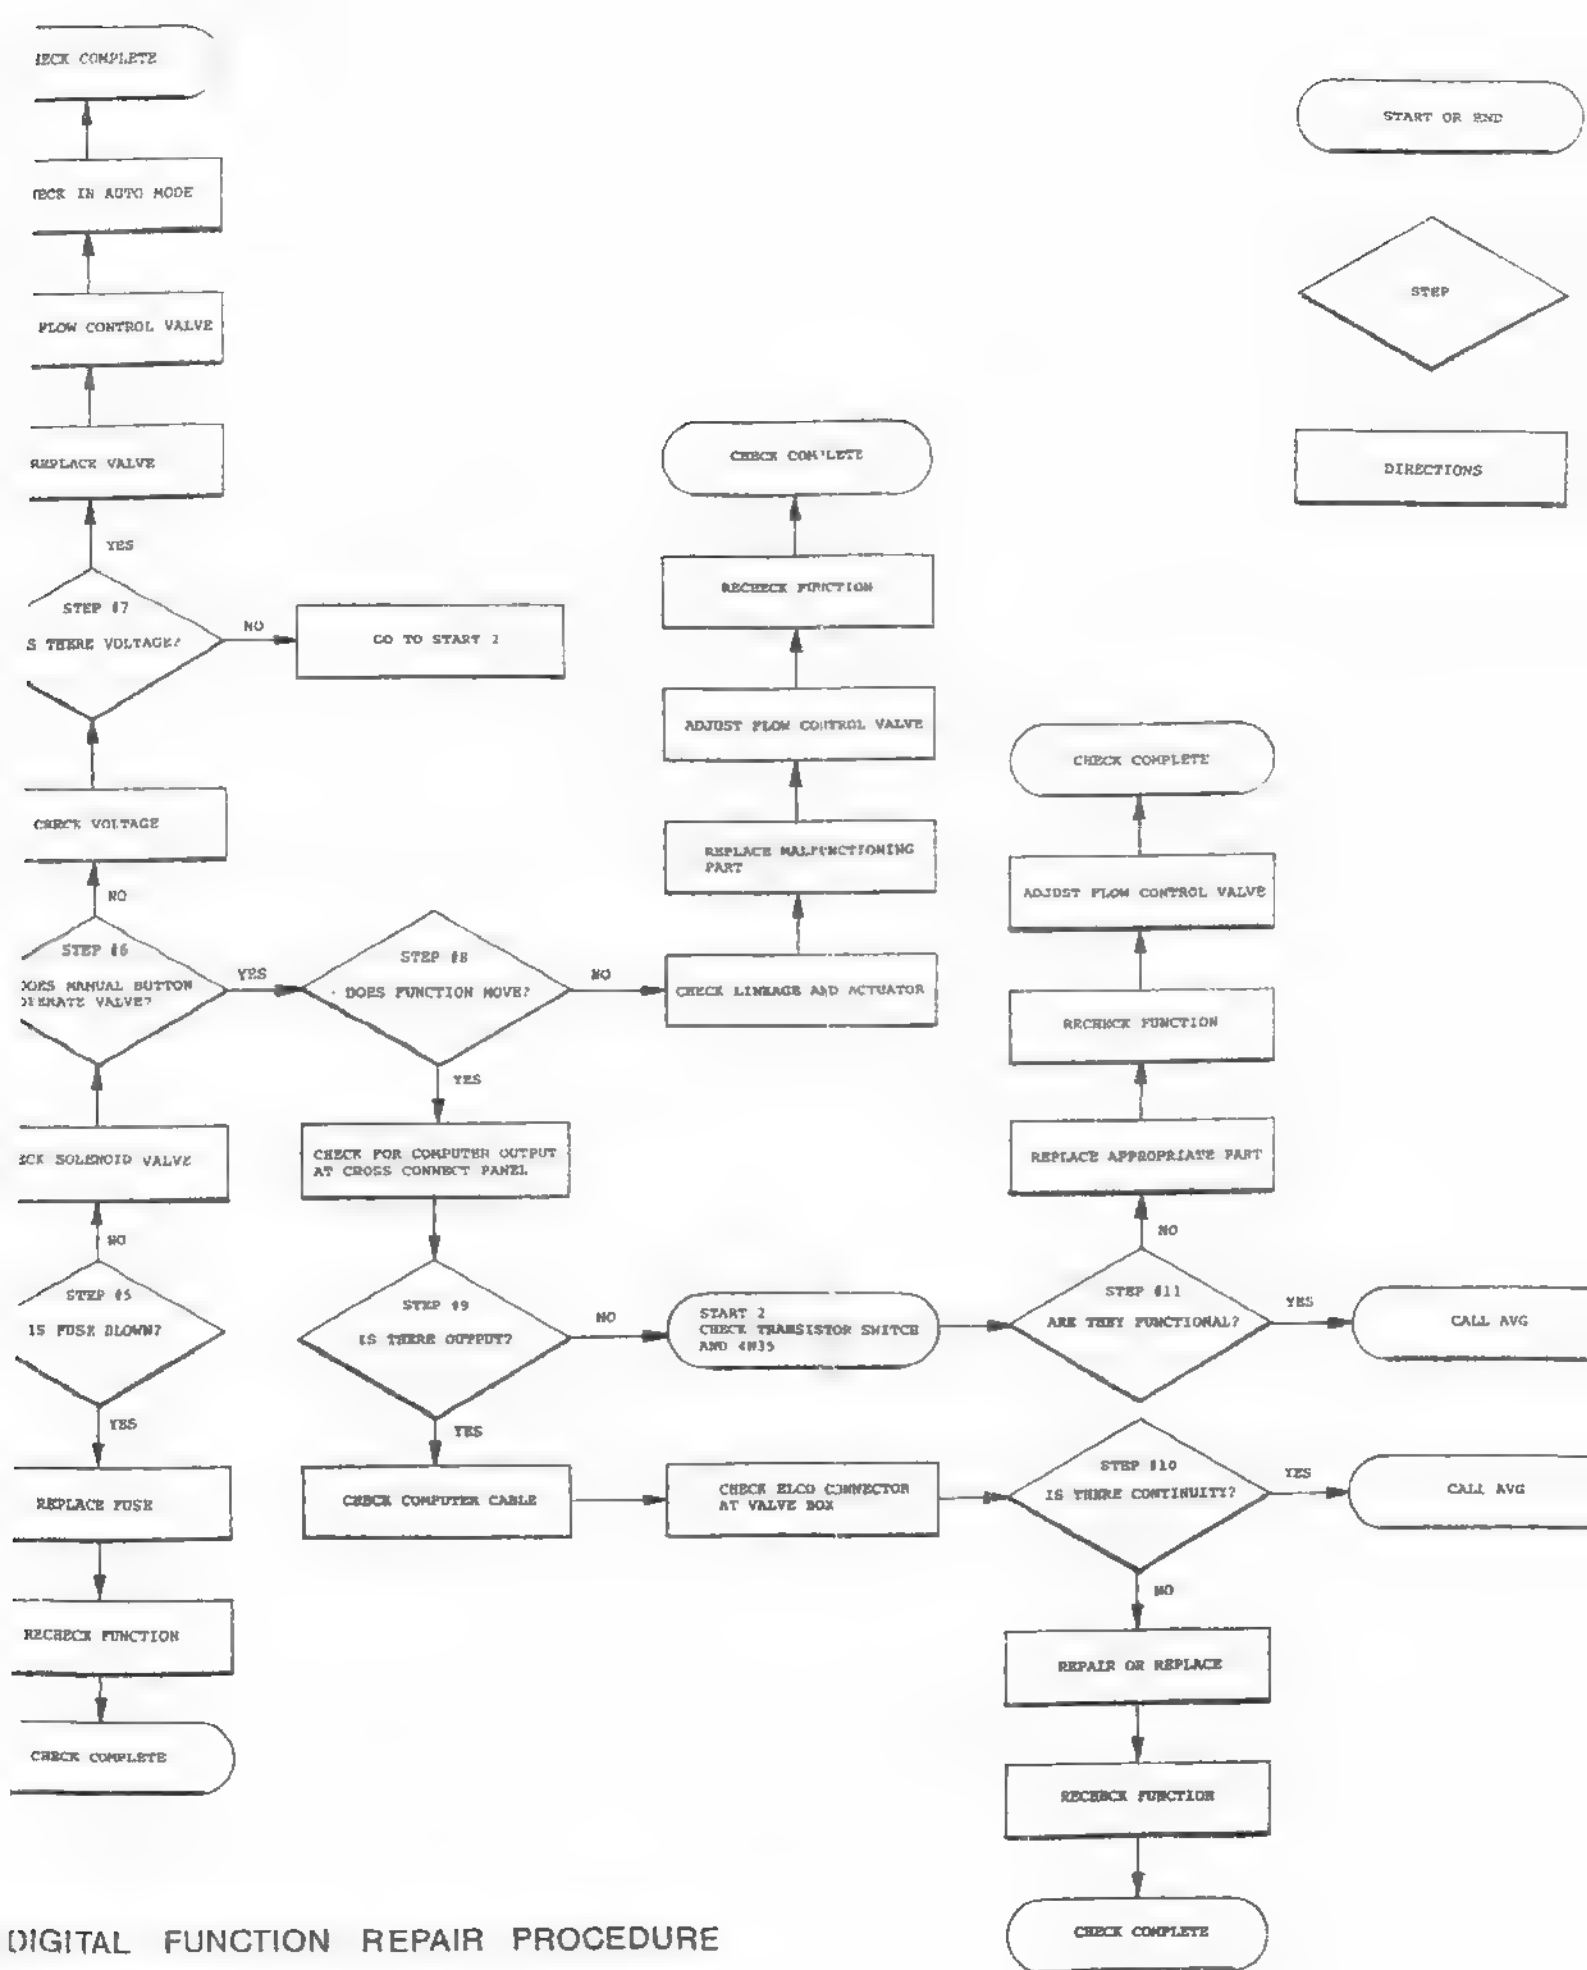 COMPLETE
START OR END
IN AUTO MODE
STEP
FLOW CONTROL VALVE
REPLACE VALVE
CHECK COMPLETE
DIRECTIONS
YES
RECHECK FUNCTION
STEP #7
THERE VOLTAGE?
NO
GO TO START 2
ADJUST FLOW CONTROL VALVE
CHECK COMPLETE
CHECK VOLTAGE
REPLACE MALFUNCTIONING
PART
NO
ADJUST FLOW CONTROL VALVE
STEP #6
MANUAL BUTTON
VALVE?
YES
STEP #8
DOES FUNCTION MOVE?
NO
CHECK LINKAGE AND ACTUATOR
RECHECK FUNCTION
YES
SOLENOID VALVE
CHECK FOR COMPUTER OUTPUT
AT CROSS CONNECT PANEL
REPLACE APPROPRIATE PART
NO
NO
STEP #5
IS FUSE BLOWN?
STEP #9
IS THERE OUTPUT?
NO
START 2
CHECK TRANSISTOR SWITCH
AND 4N35
STEP #11
ARE THEY FUNCTIONAL?
YES
CALL AVG
YES
YES
REPLACE FUSE
CHECK COMPUTER CABLE
CHECK ELCO CONNECTOR
AT VALVE BOX
STEP #10
IS THERE CONTINUITY?
YES
CALL AVG
NO
RECHECK FUNCTION
REPAIR OR REPLACE
CHECK COMPLETE
RECHECK FUNCTION
CHECK COMPLETE
DIGITAL FUNCTION REPAIR PROCEDURE